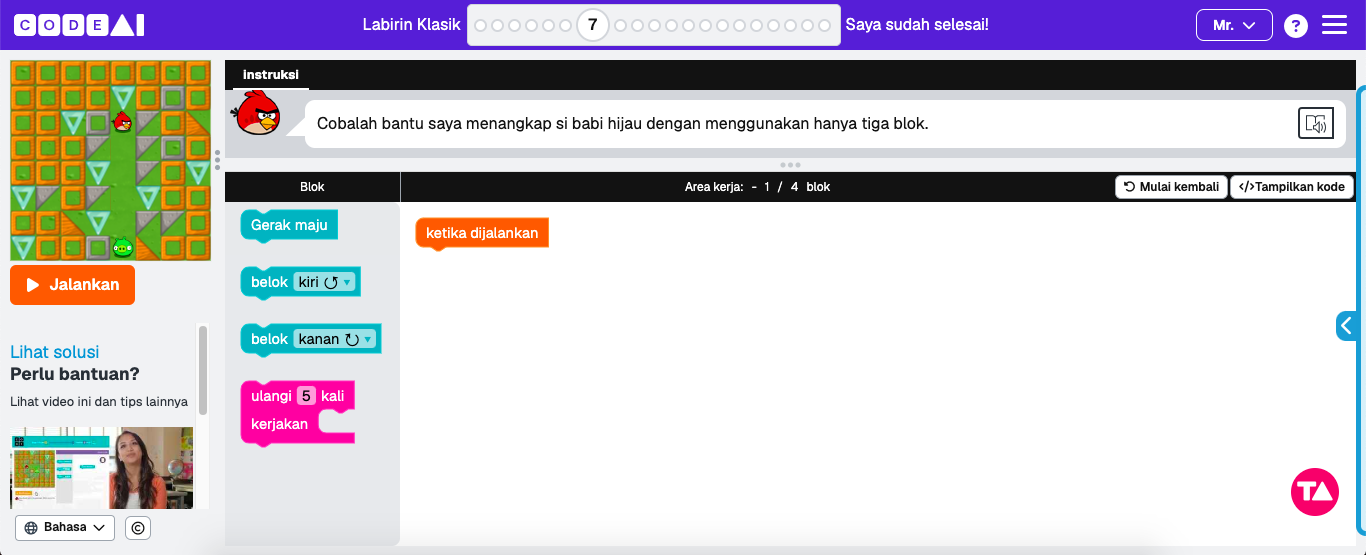 CODEAI
Labirin Klasik
7
Saya sudah selesai!
Mr.
?
Instruksi
Cobalah bantu saya menangkap si babi hijau dengan menggunakan hanya tiga blok.
Blok
Area kerja: - 1 / 4 blok
Mulai kembali
</>Tampilkan kode
Gerak maju
belok kiri
belok kanan
ulangi 5 kali
kerjakan
ketika dijalankan
Jalankan
Lihat solusi
Perlu bantuan?
Lihat video ini dan tips lainnya
Bahasa
©
TA